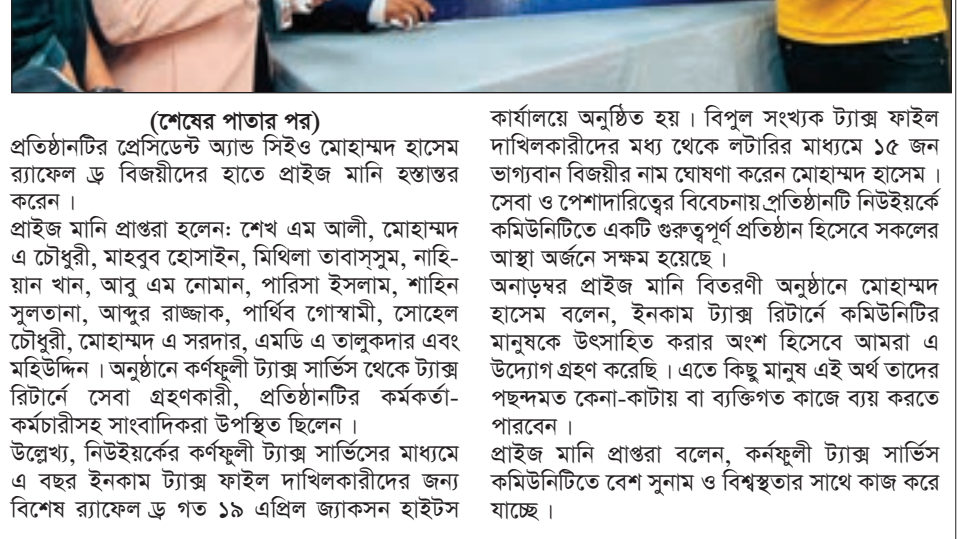 (শেষের পাতার পর)
প্রতিষ্ঠানটির প্রেসিডেন্ট অ্যান্ড সিইও মোহাম্মদ হাসেম
র‍্যাফেল ড্র বিজয়ীদের হাতে প্রাইজ মানি হস্তান্তর
করেন।
প্রাইজ মানি প্রাপ্তরা হলেন: শেখ এম আলী, মোহাম্মদ
এ চৌধুরী, মাহবুব হোসাইন, মিথিলা তাবাস্সুম, নাহি-
য়ান খান, আবু এম নোমান, পারিসা ইসলাম, শাহিন
সুলতানা, আব্দুর রাজ্জাক, পার্থিব গোস্বামী, সোহেল
চৌধুরী, মোহাম্মদ এ সরদার, এমডি এ তালুকদার এবং
মহিউদ্দিন। অনুষ্ঠানে কর্ণফুলী ট্যাক্স সার্ভিস থেকে ট্যাক্স
রিটার্নে সেবা গ্রহণকারী, প্রতিষ্ঠানটির কর্মকর্তা-
কর্মচারীসহ সাংবাদিকরা উপস্থিত ছিলেন।
উল্লেখ্য, নিউইয়র্কের কর্ণফুলী ট্যাক্স সার্ভিসের মাধ্যমে
এ বছর ইনকাম ট্যাক্স ফাইল দাখিলকারীদের জন্য
বিশেষ র‍্যাফেল ড্র গত ১৯ এপ্রিল জ্যাকসন হাইটস
কার্যালয়ে অনুষ্ঠিত হয়। বিপুল সংখ্যক ট্যাক্স ফাইল
দাখিলকারীদের মধ্য থেকে লটারির মাধ্যমে ১৫ জন
ভাগ্যবান বিজয়ীর নাম ঘোষণা করেন মোহাম্মদ হাসেম।
সেবা ও পেশাদারিত্বের বিবেচনায় প্রতিষ্ঠানটি নিউইয়র্কে
কমিউনিটিতে একটি গুরুত্বপূর্ণ প্রতিষ্ঠান হিসেবে সকলের
আস্থা অর্জনে সক্ষম হয়েছে।
অনাড়ম্বর প্রাইজ মানি বিতরণী অনুষ্ঠানে মোহাম্মদ
হাসেম বলেন, ইনকাম ট্যাক্স রিটার্নে কমিউনিটির
মানুষকে উৎসাহিত করার অংশ হিসেবে আমরা এ
উদ্যোগ গ্রহণ করেছি। এতে কিছু মানুষ এই অর্থ তাদের
পছন্দমত কেনা-কাটায় বা ব্যক্তিগত কাজে ব্যয় করতে
পারবেন।
প্রাইজ মানি প্রাপ্তরা বলেন, কর্নফুলী ট্যাক্স সার্ভিস
কমিউনিটিতে বেশ সুনাম ও বিশ্বস্থতার সাথে কাজ করে
যাচ্ছে।